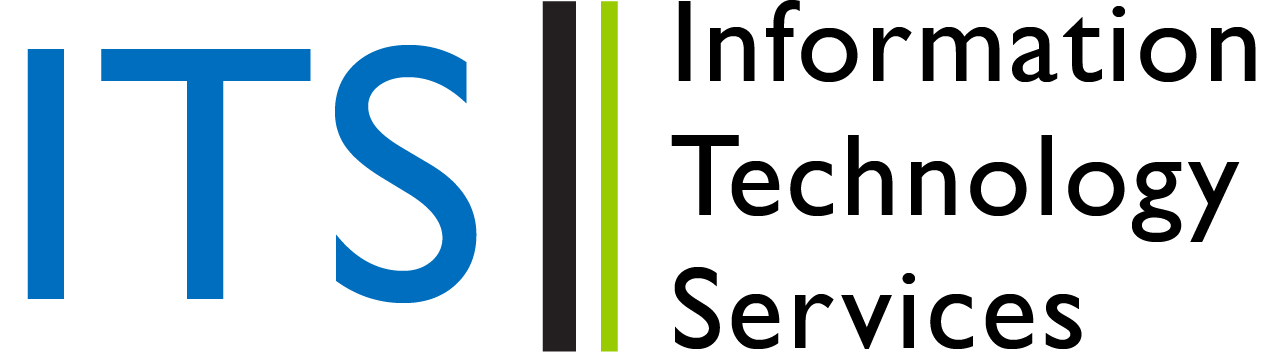 ITS
Information
Technology
Services